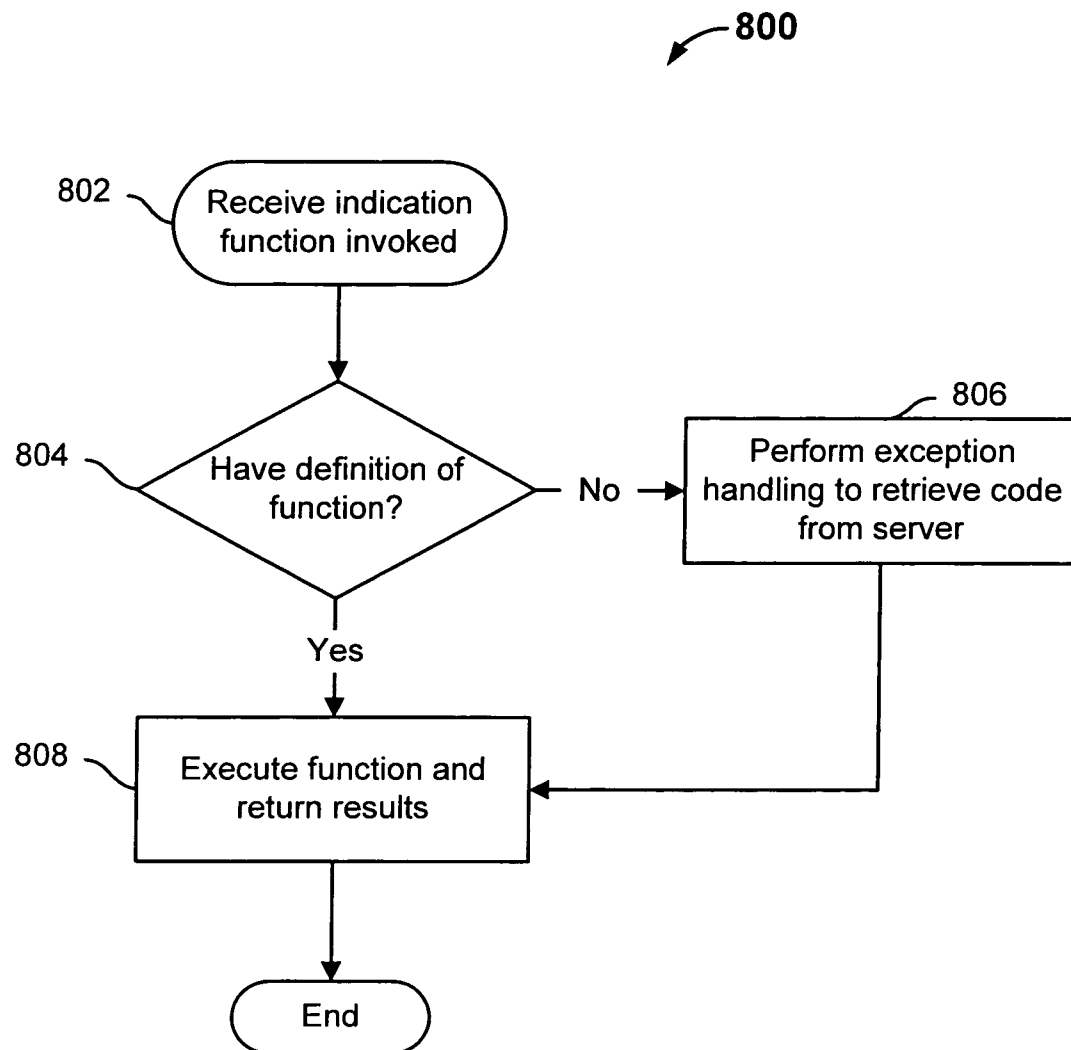 800
802
Receive indication
function invoked
804
Have definition of
function?
No
806
Perform exception
handling to retrieve code
from server
Yes
808
Execute function and
return results
End